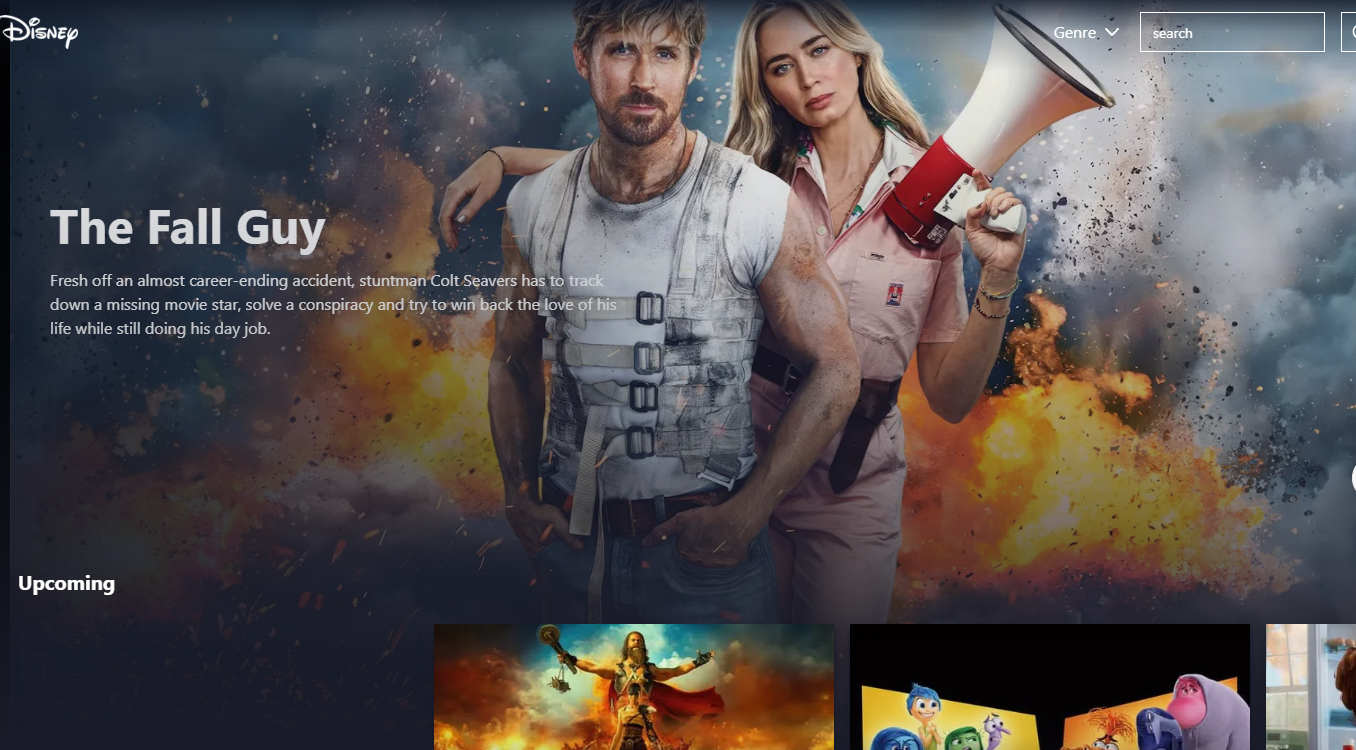 Disney
Genre
search
The Fall Guy
Fresh off an almost career-ending accident, stuntman Colt Seavers has to track
down a missing movie star, solve a conspiracy and try to win back the love of his
life while still doing his day job.
Upcoming